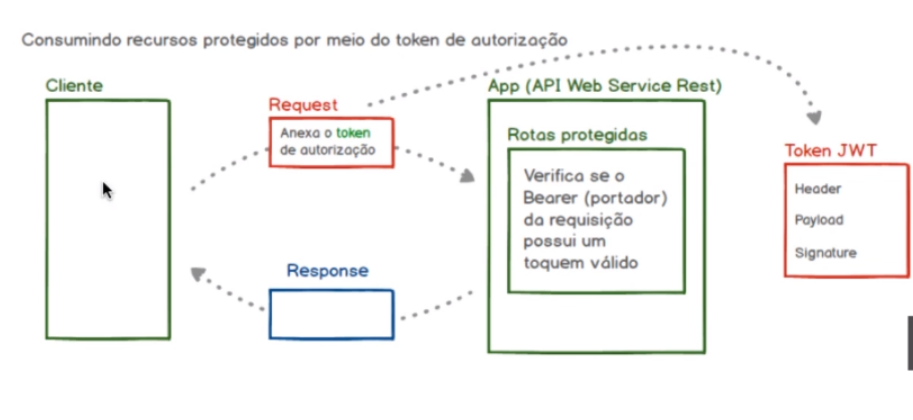 Consumindo recursos protegidos por meio do token de autorização
Cliente
Request
Anexa o token
de autorização
Response
App (API Web Service Rest)
Rotas protegidas
Verifica se o
Bearer (portador)
da requisição
possui um
toquem válido
Token JWT
Header
Payload
Signature